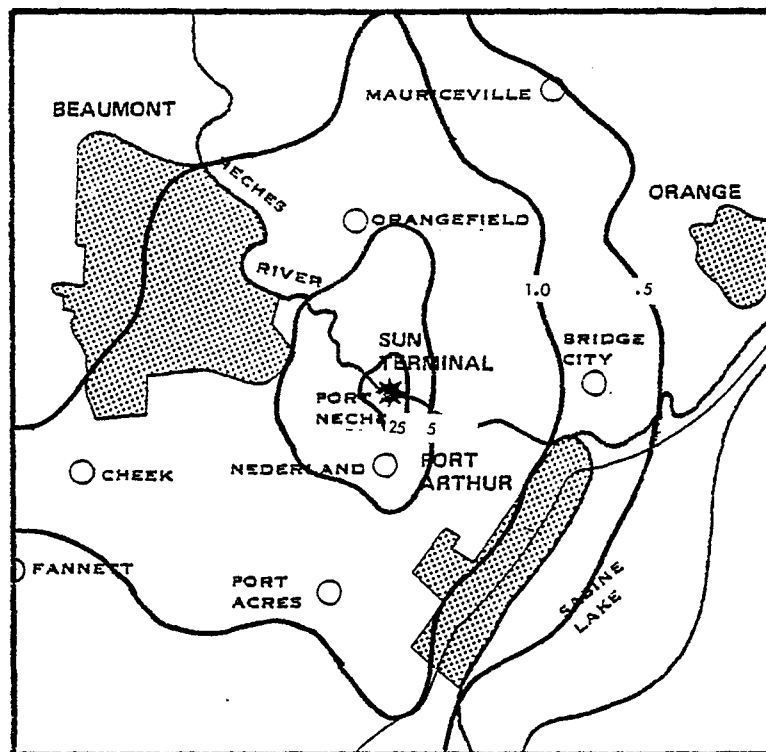 MAURICEVILLE
BEAUMONT
NECHES
ORANGE
ORANGEFIELD
RIVER
1.0
.5
SUN
TERMINAL
BRIDGE
CITY
PORT
NECHE
25
5
NEDERLAND
PORT
ARTHUR
CHEEK
FANNETT
PORT
ACRES
SABINE
LAKE